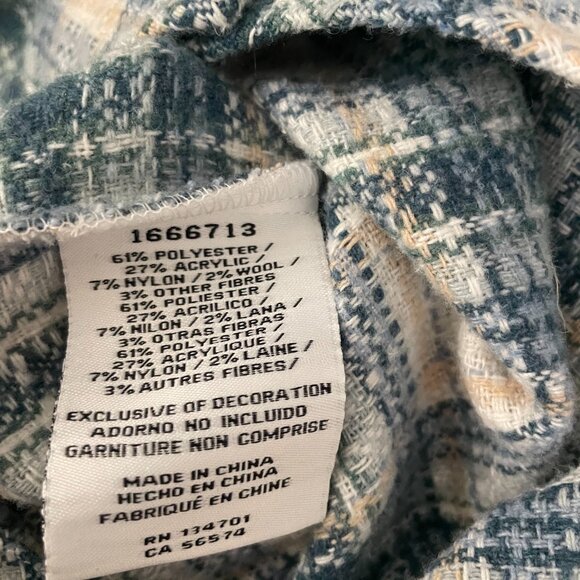 1666713
61% POLYESTER /
27% ACRYLIC /
7% NYLON / 2% WOOL /
3% OTHER FIBRES
61% POLIESTER /
27% ACRILICO /
7% NILON / 2% LANA /
3% OTRAS FIBRAS
61% POLYESTER /
27% ACRYLIQUE /
7% NYLON / 2% LAINE /
3% AUTRES FIBRES/
EXCLUSIVE OF DECORATION
ADORNO NO INCLUIDO
GARNITURE NON COMPRISE
MADE IN CHINA
HECHO EN CHINA
FABRIQUÉ EN CHINE
RN 134701
CA 56574